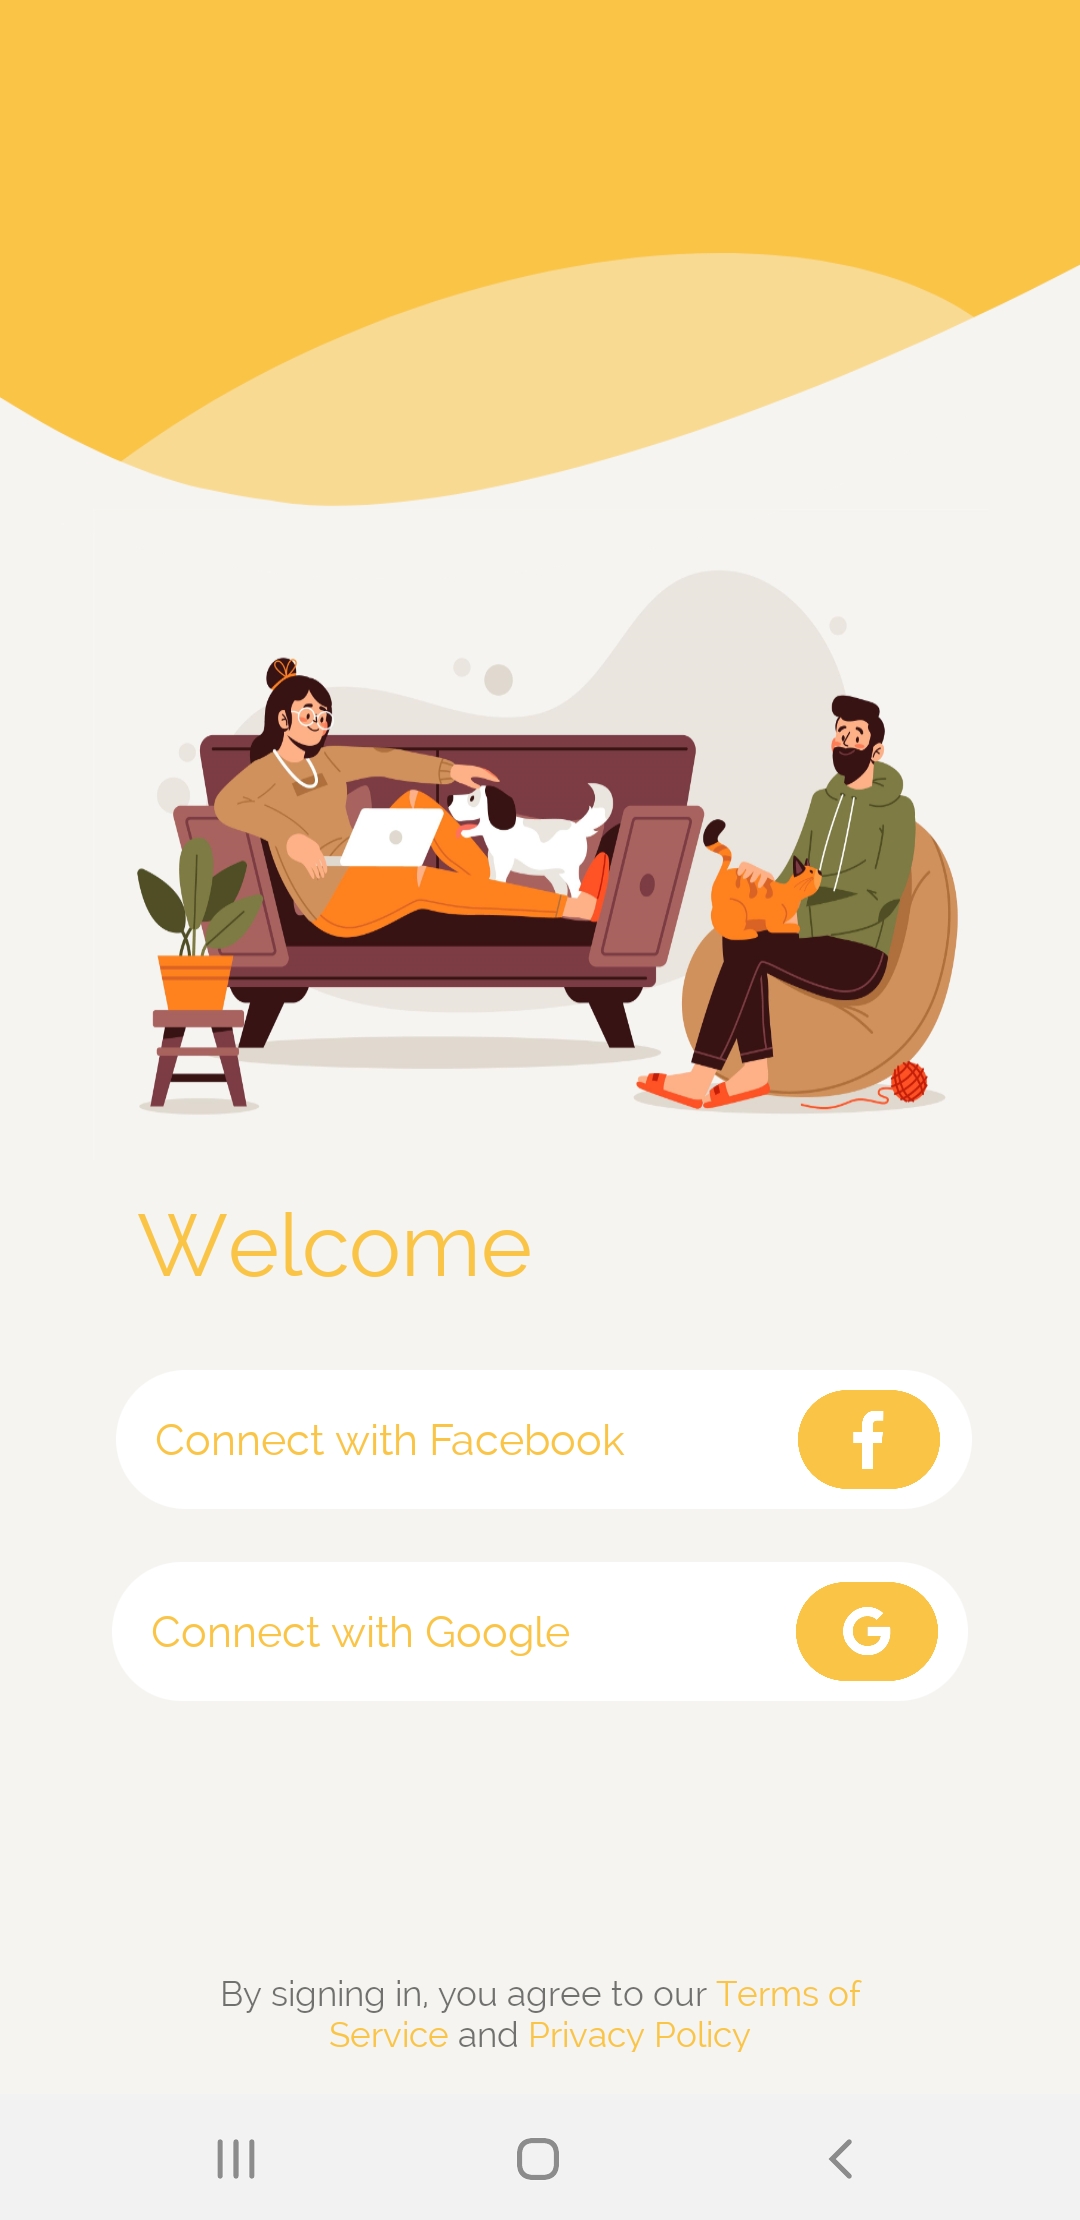 Welcome
Connect with Facebook
Connect with Google
By signing in, you agree to our Terms of
Service and Privacy Policy